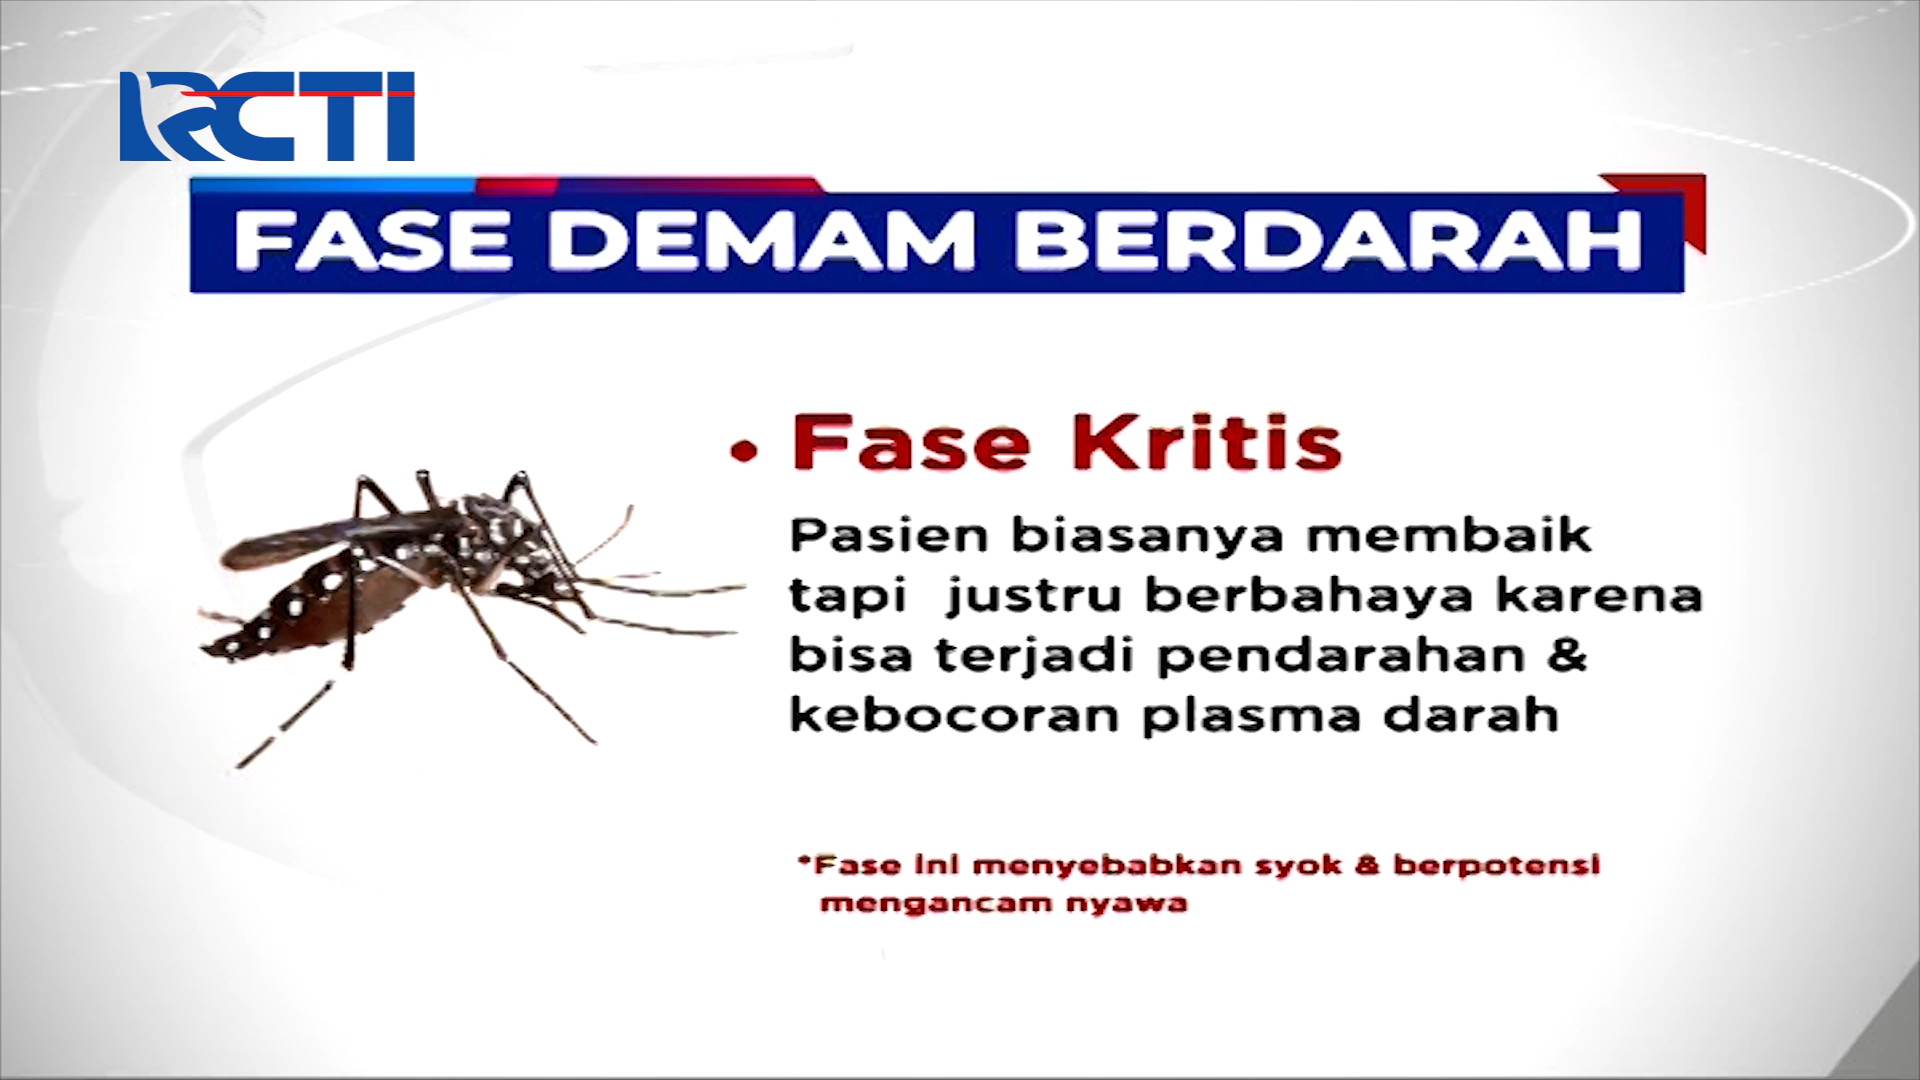 RCTI
FASE DEMAM BERDARAH
• Fase Kritis
Pasien biasanya membaik
tapi justru berbahaya karena
bisa terjadi pendarahan &
kebocoran plasma darah
*Fase ini menyebabkan syok & berpotensi
mengancam nyawa